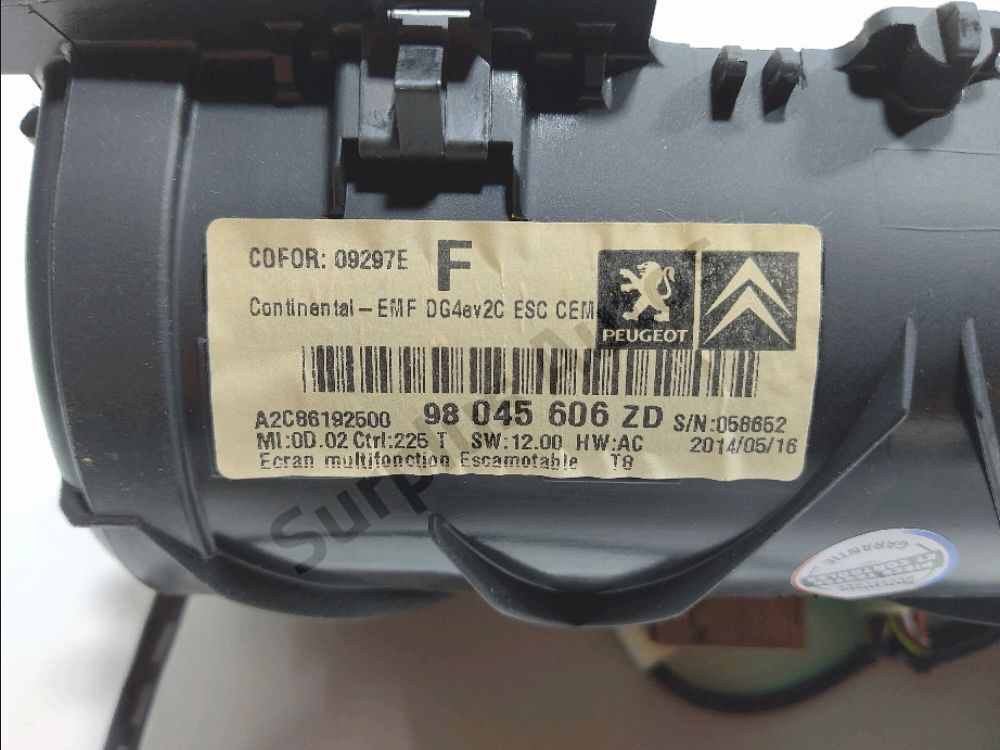 COFOR: 09297E F
Continental-EMF DG4ev2C ESC CEM
PEUGEOT
A2C86192500 98 045 606 ZD S/N:058652
MI:0D.02 Ctrl:225 T SW:12.00 HW:AC 2014/05/16
Ecran multifonction Escamotable T8
GARANTIE